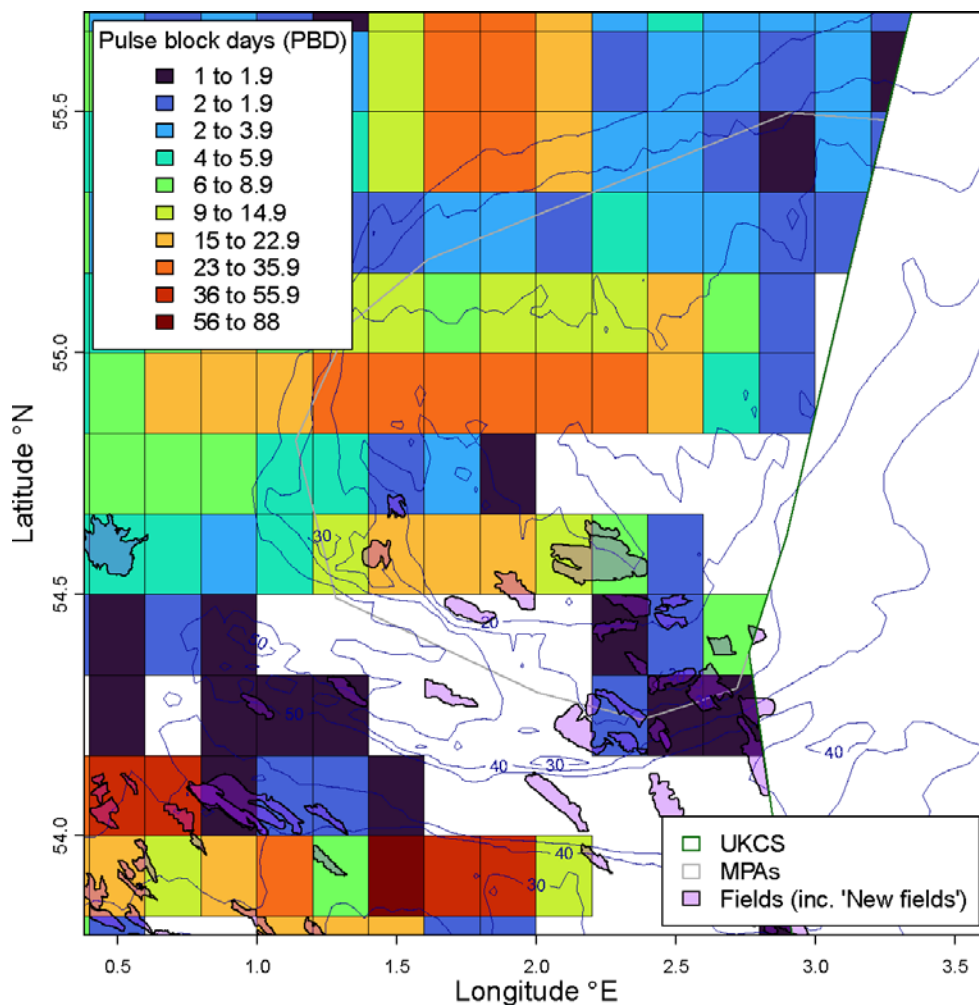 Pulse block days (PBD)
1 to 1.9
2 to 1.9
2 to 3.9
4 to 5.9
6 to 8.9
9 to 14.9
15 to 22.9
23 to 35.9
36 to 55.9
56 to 88
55.5
55.0
54.5
54.0
Latitude °N
30
20
50
50
40
30
40
40
30
UKCS
MPAs
Fields (inc. 'New fields')
0.5
1.0
1.5
2.0
2.5
3.0
3.5
Longitude °E